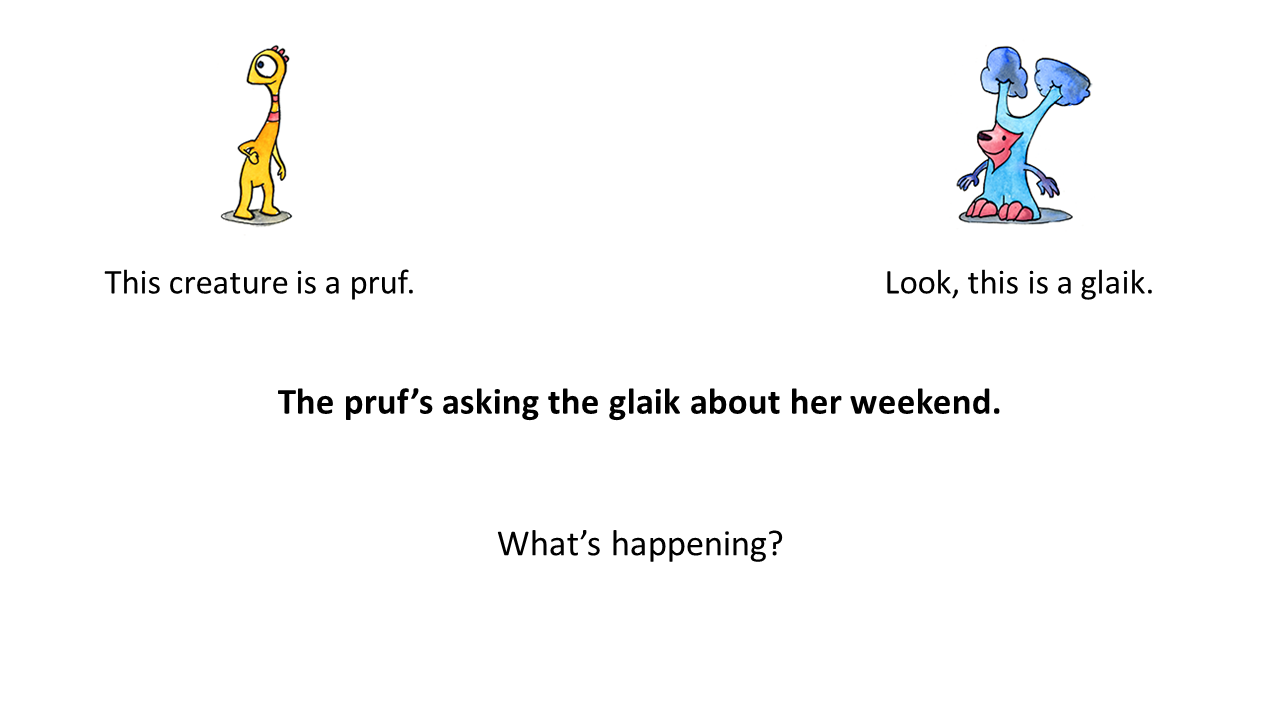 This creature is a pruf.
Look, this is a glaik.
The pruf’s asking the glaik about her weekend.
What’s happening?